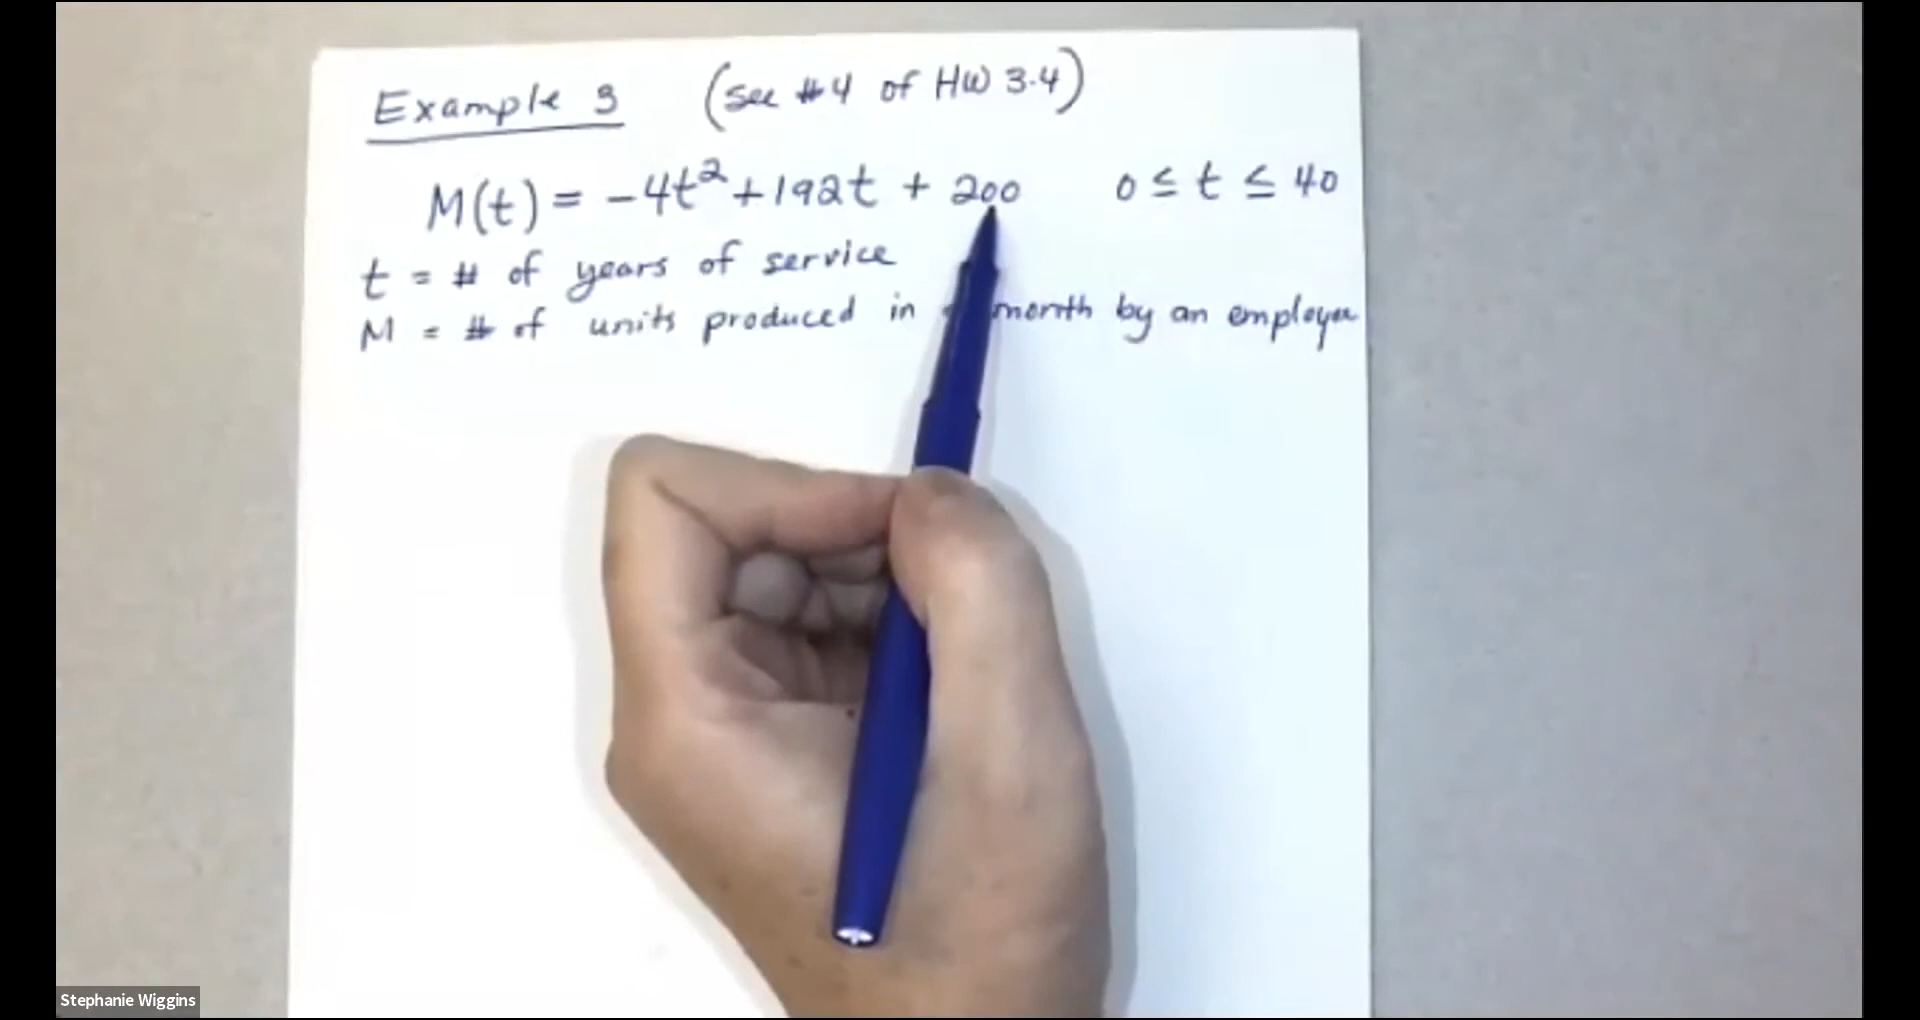 Example 3 (see #4 of HW 3.4)
M(t) = -4t² + 192t + 200 0 ≤ t ≤ 40
t = # of years of service
M = # of units produced in month by an employee
Stephanie Wiggins